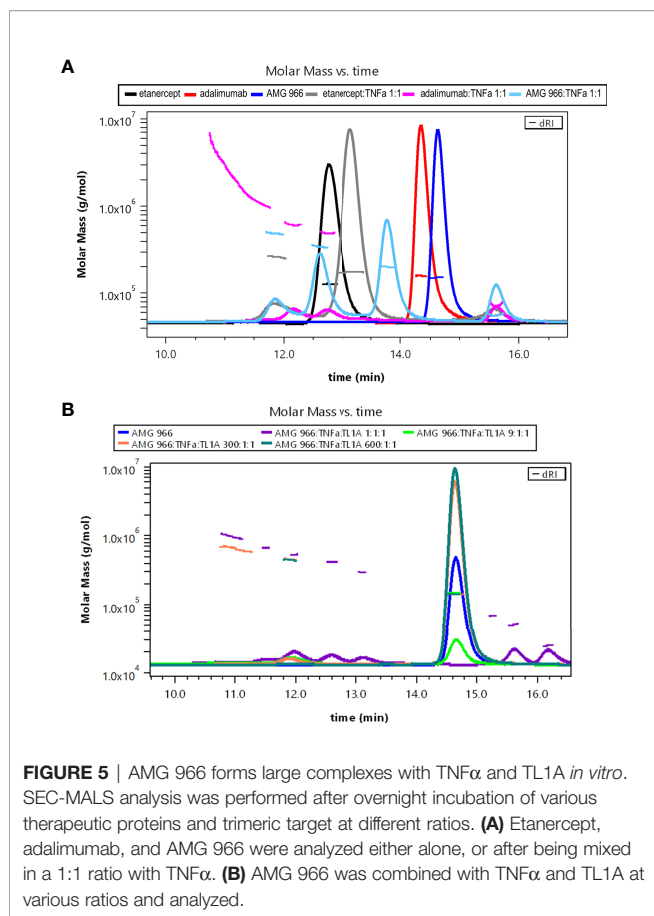 A
Molar Mass vs. time
etanercept adalimumab AMG 966 etanercept:TNFa 1:1 adalimumab:TNFa 1:1 AMG 966:TNFa 1:1
dRI
Molar Mass (g/mol)
1.0x10⁷
1.0x10⁶
1.0x10⁵
10.0 12.0 14.0 16.0
time (min)
B
Molar Mass vs. time
AMG 966 AMG 966:TNFa:TL1A 1:1:1 AMG 966:TNFa:TL1A 9:1:1
AMG 966:TNFa:TL1A 300:1:1 AMG 966:TNFa:TL1A 600:1:1
dRI
Molar Mass (g/mol)
1.0x10⁷
1.0x10⁶
1.0x10⁵
1.0x10⁴
10.0 11.0 12.0 13.0 14.0 15.0 16.0
time (min)
FIGURE 5 | AMG 966 forms large complexes with TNFα and TL1A in vitro.
SEC-MALS analysis was performed after overnight incubation of various
therapeutic proteins and trimeric target at different ratios. (A) Etanercept,
adalimumab, and AMG 966 were analyzed either alone, or after being mixed
in a 1:1 ratio with TNFα. (B) AMG 966 was combined with TNFα and TL1A at
various ratios and analyzed.